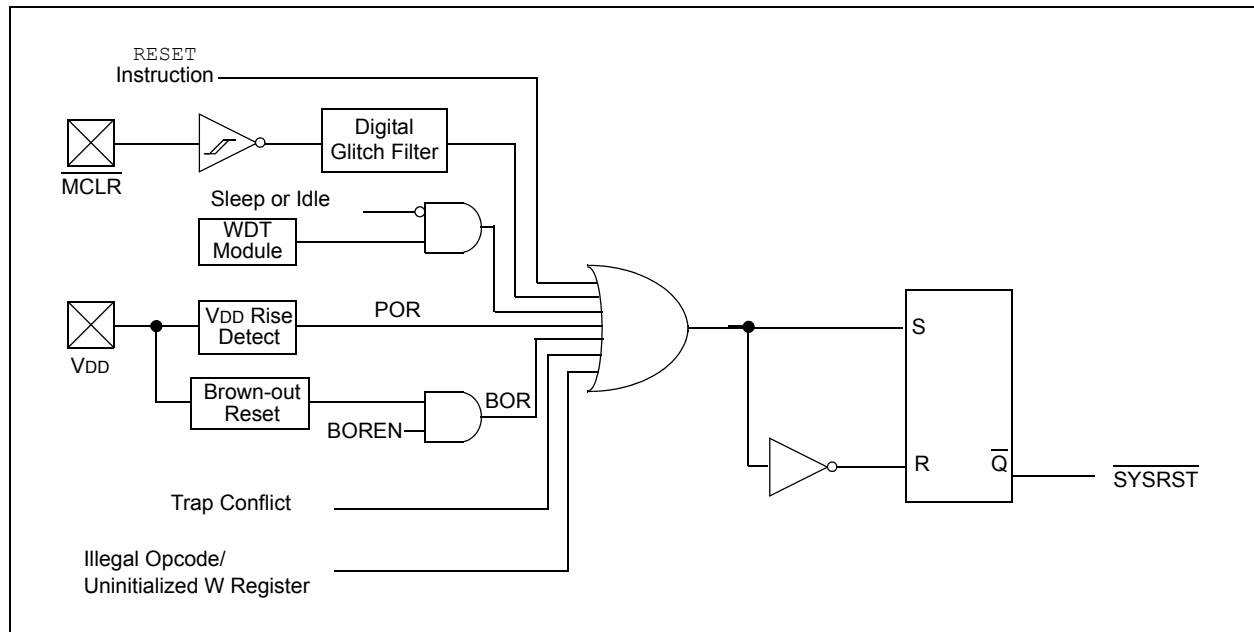 RESET
Instruction
Digital
Glitch Filter
MCLR
Sleep or Idle
WDT
Module
VDD Rise
Detect
POR
VDD
Brown-out
Reset
BOR
BOREN
Trap Conflict
Illegal Opcode/
Uninitialized W Register
S
R
Q
SYSRST